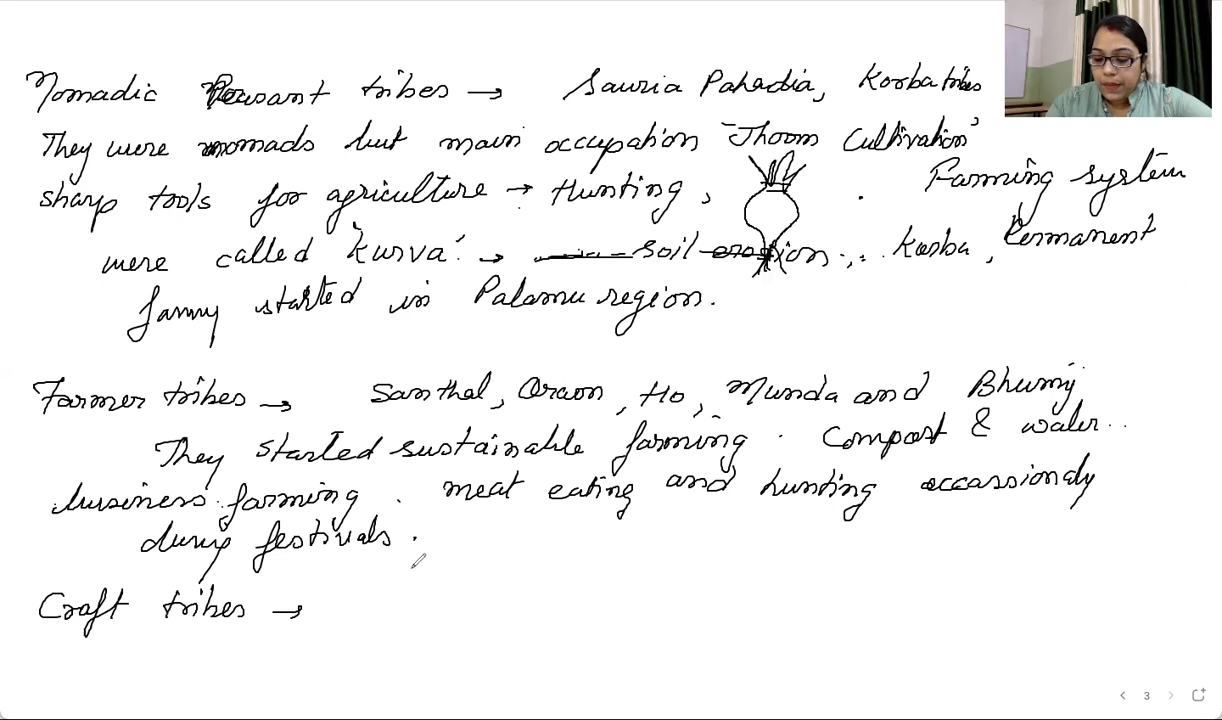 Nomadic Peasant tribes → Sauria Pahadia, Korba tribes
They were nomads but main occupation "Jhoom Cultivation"
sharp tools for agriculture → Hunting, . Farming system
were called 'Kurva' → soil erosion ... Korba, Permanent
farmy started in Palamu region.
Farmer tribes → Santhal, Oraon, Ho, Munda and Bhumij
They started sustainable farming . Compost & water..
business farming . meat eating and hunting occassionly
during festivals .
Craft tribes →
3